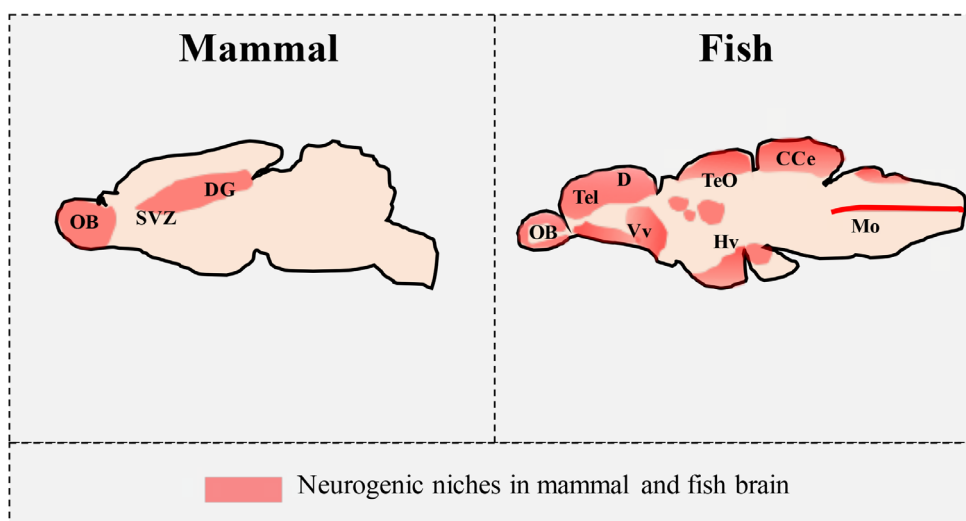 Mammal
Fish
OB
SVZ
DG
OB
Tel
D
Vv
TeO
Hv
CCe
Mo
Neurogenic niches in mammal and fish brain